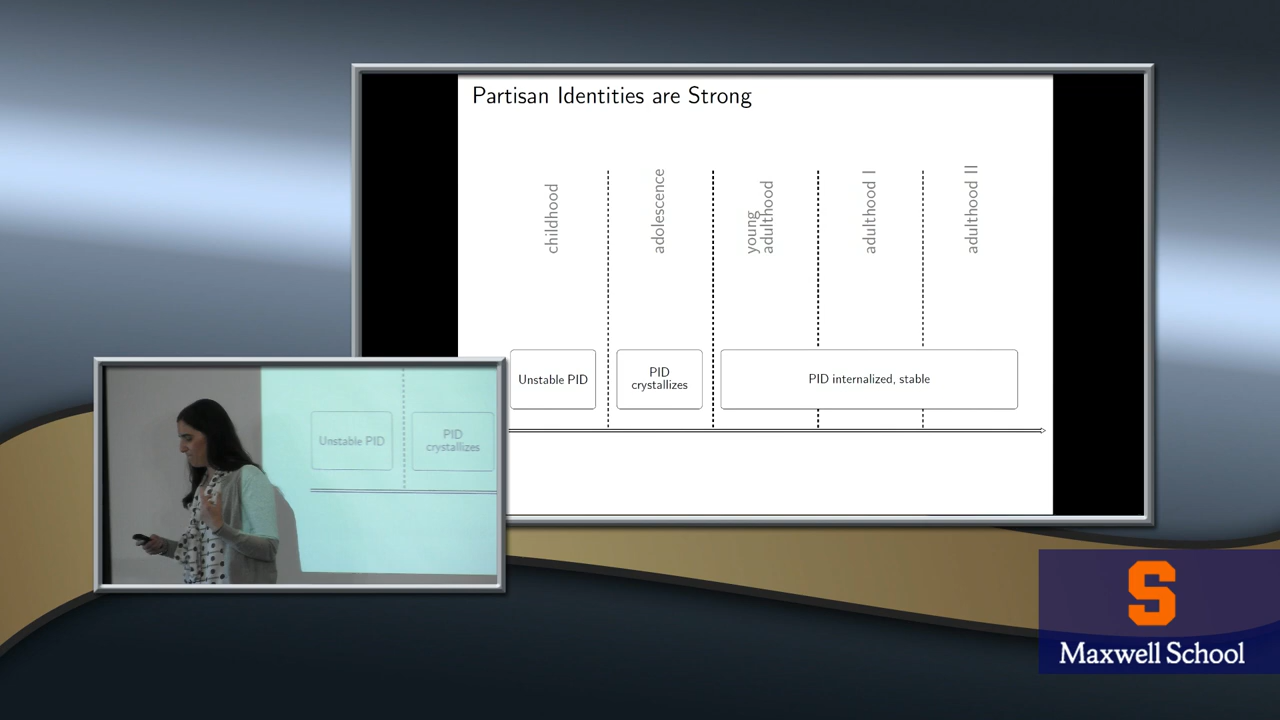 Partisan Identities are Strong
childhood
adolescence
young
adulthood
adulthood I
adulthood II
Unstable PID
PID
crystallizes
PID internalized, stable
Unstable PID
PID
crystallizes
S
Maxwell School